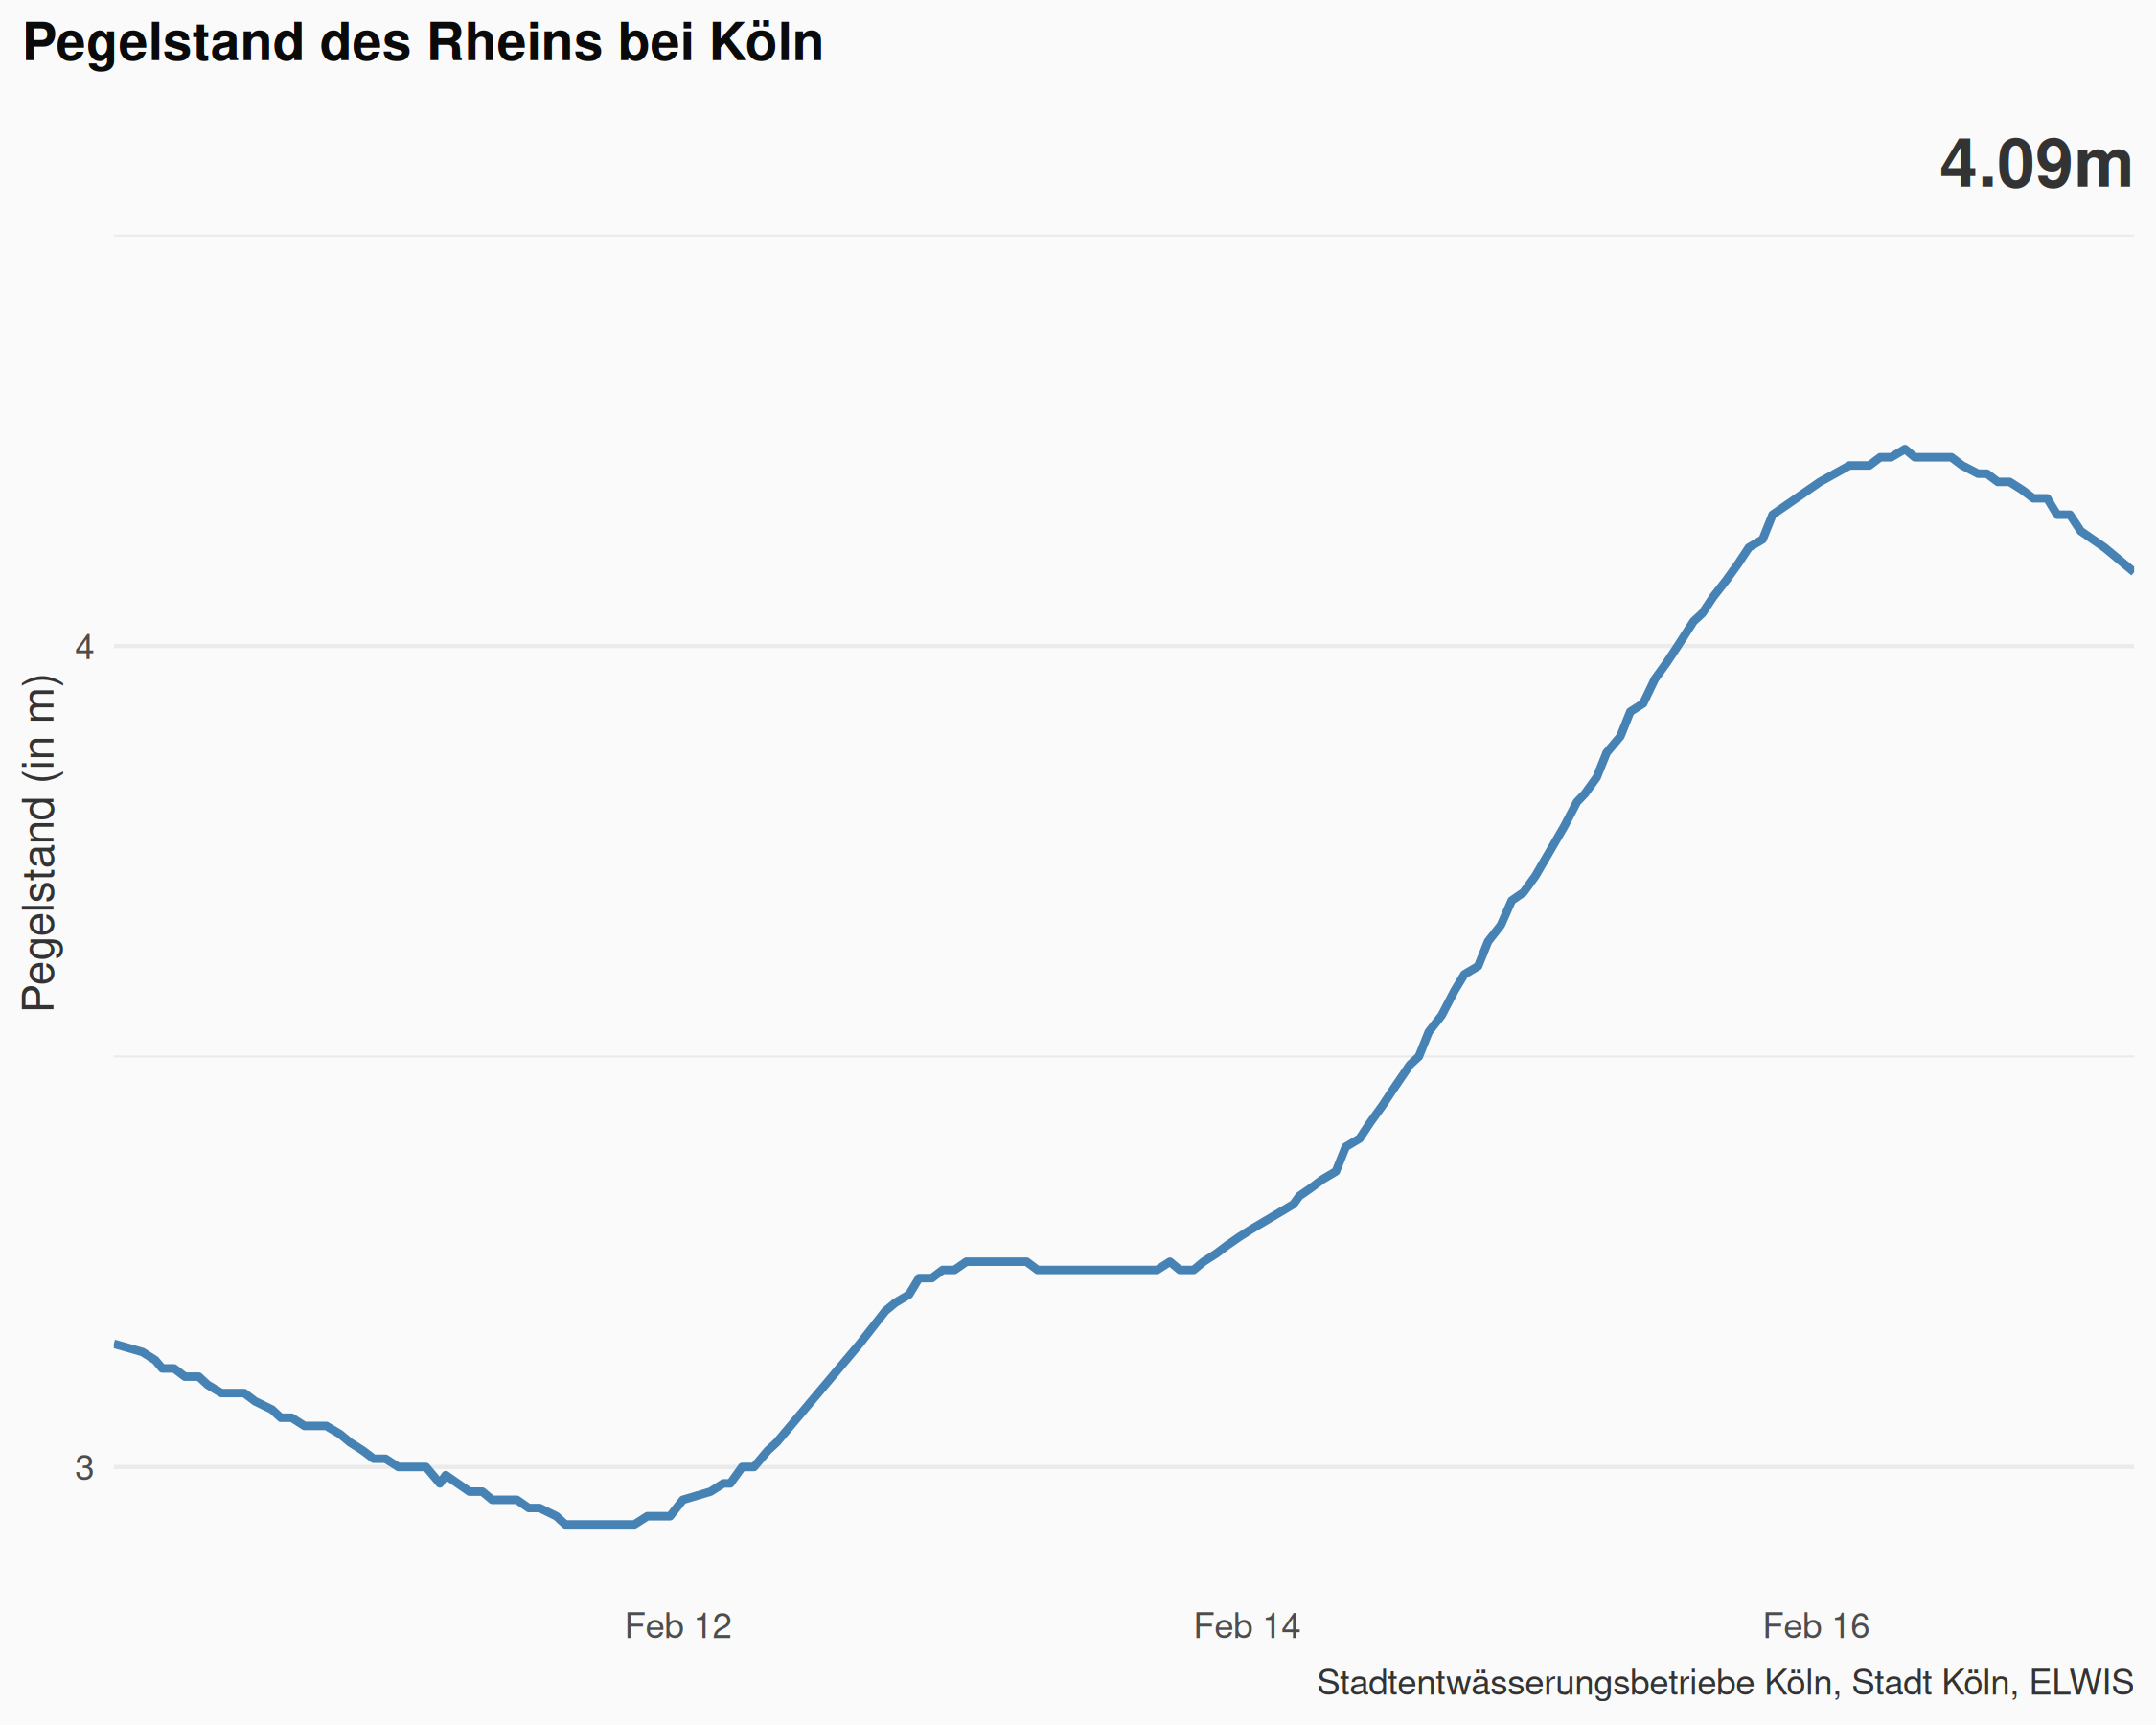 Pegelstand des Rheins bei Köln
4.09m
4
Pegelstand (in m)
3
Feb 12
Feb 14
Feb 16
Stadtentwässerungsbetriebe Köln, Stadt Köln, ELWIS